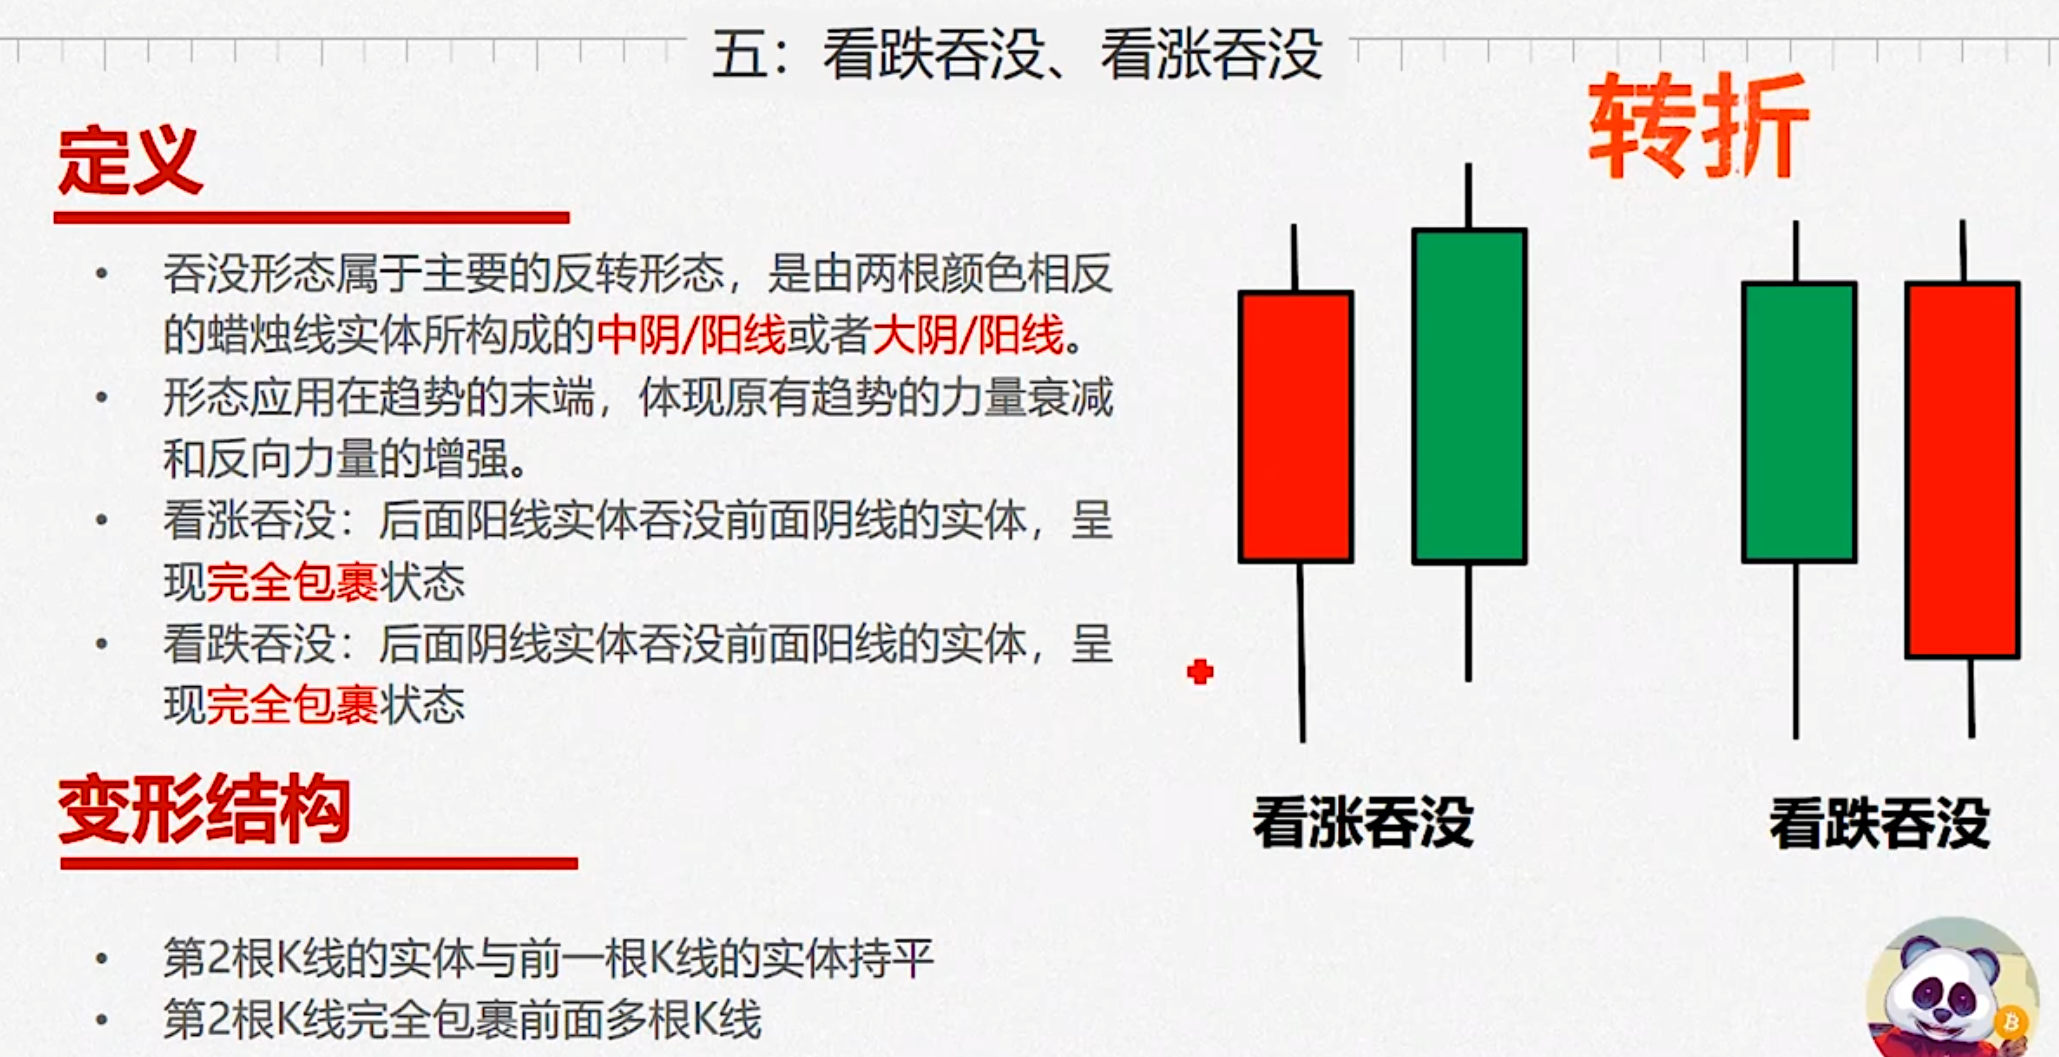 五：看跌吞没、看涨吞没
转折
定义
• 吞没形态属于主要的反转形态，是由两根颜色相反
的蜡烛线实体所构成的中阴/阳线或者大阴/阳线。
• 形态应用在趋势的末端，体现原有趋势的力量衰减
和反向力量的增强。
• 看涨吞没：后面阳线实体吞没前面阴线的实体，呈
现完全包裹状态
• 看跌吞没：后面阴线实体吞没前面阳线的实体，呈
现完全包裹状态
看涨吞没
看跌吞没
变形结构
• 第2根K线的实体与前一根K线的实体持平
• 第2根K线完全包裹前面多根K线